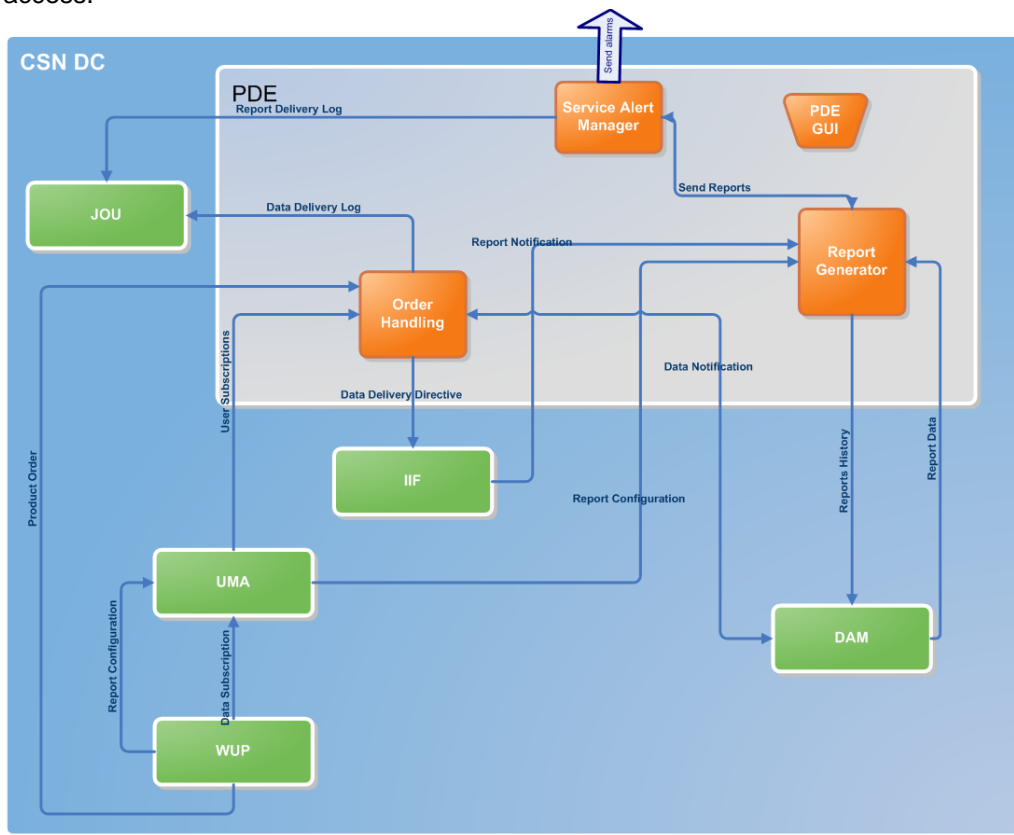 access.
Send alarms
CSN DC
PDE
Report Delivery Log
Service Alert
Manager
PDE
GUI
Send Reports
JOU
Data Delivery Log
Report Notification
Report
Generator
Order
Handling
User Subscriptions
Data Notification
Data Delivery Directive
Report Data
Reports History
Product Order
IIF
Report Configuration
UMA
Report Configuration
Data Subscription
DAM
WUP